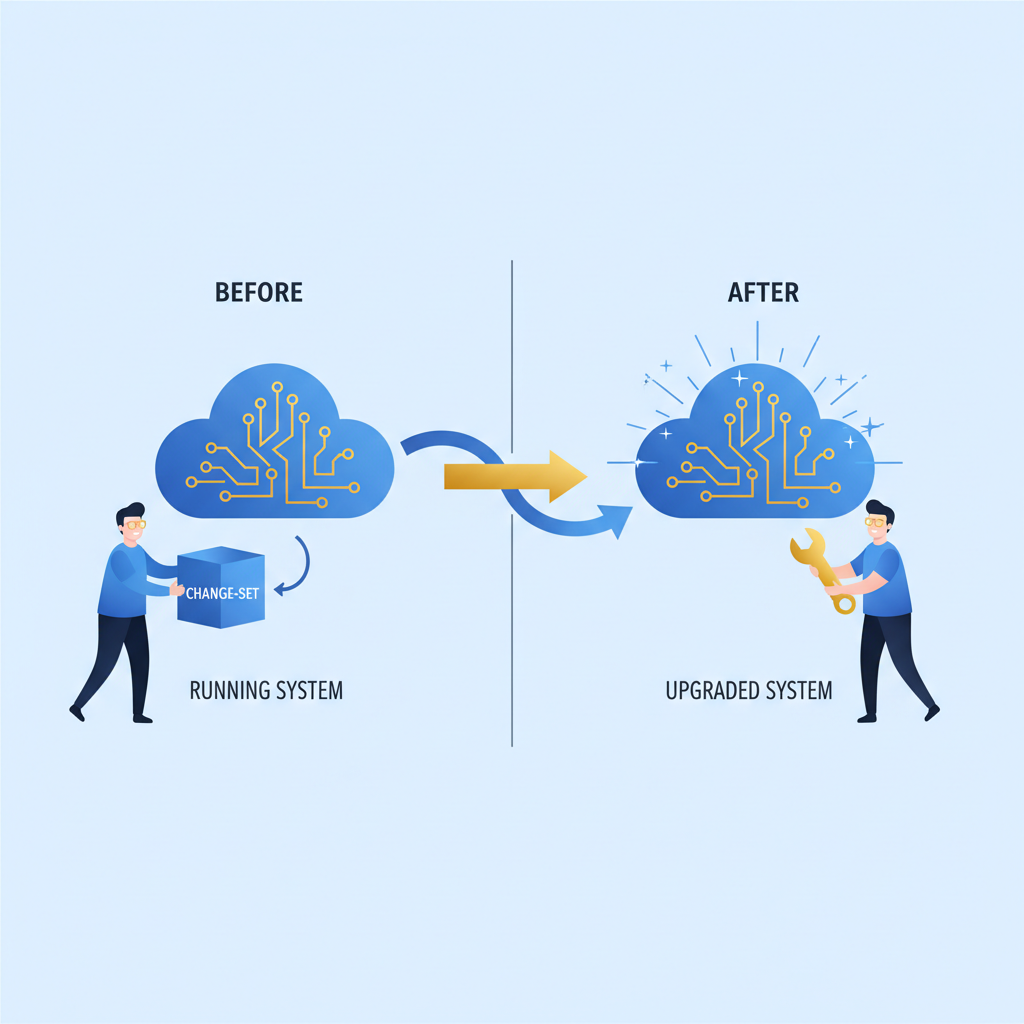 BEFORE
AFTER
CHANGE-SET
RUNNING SYSTEM
UPGRADED SYSTEM